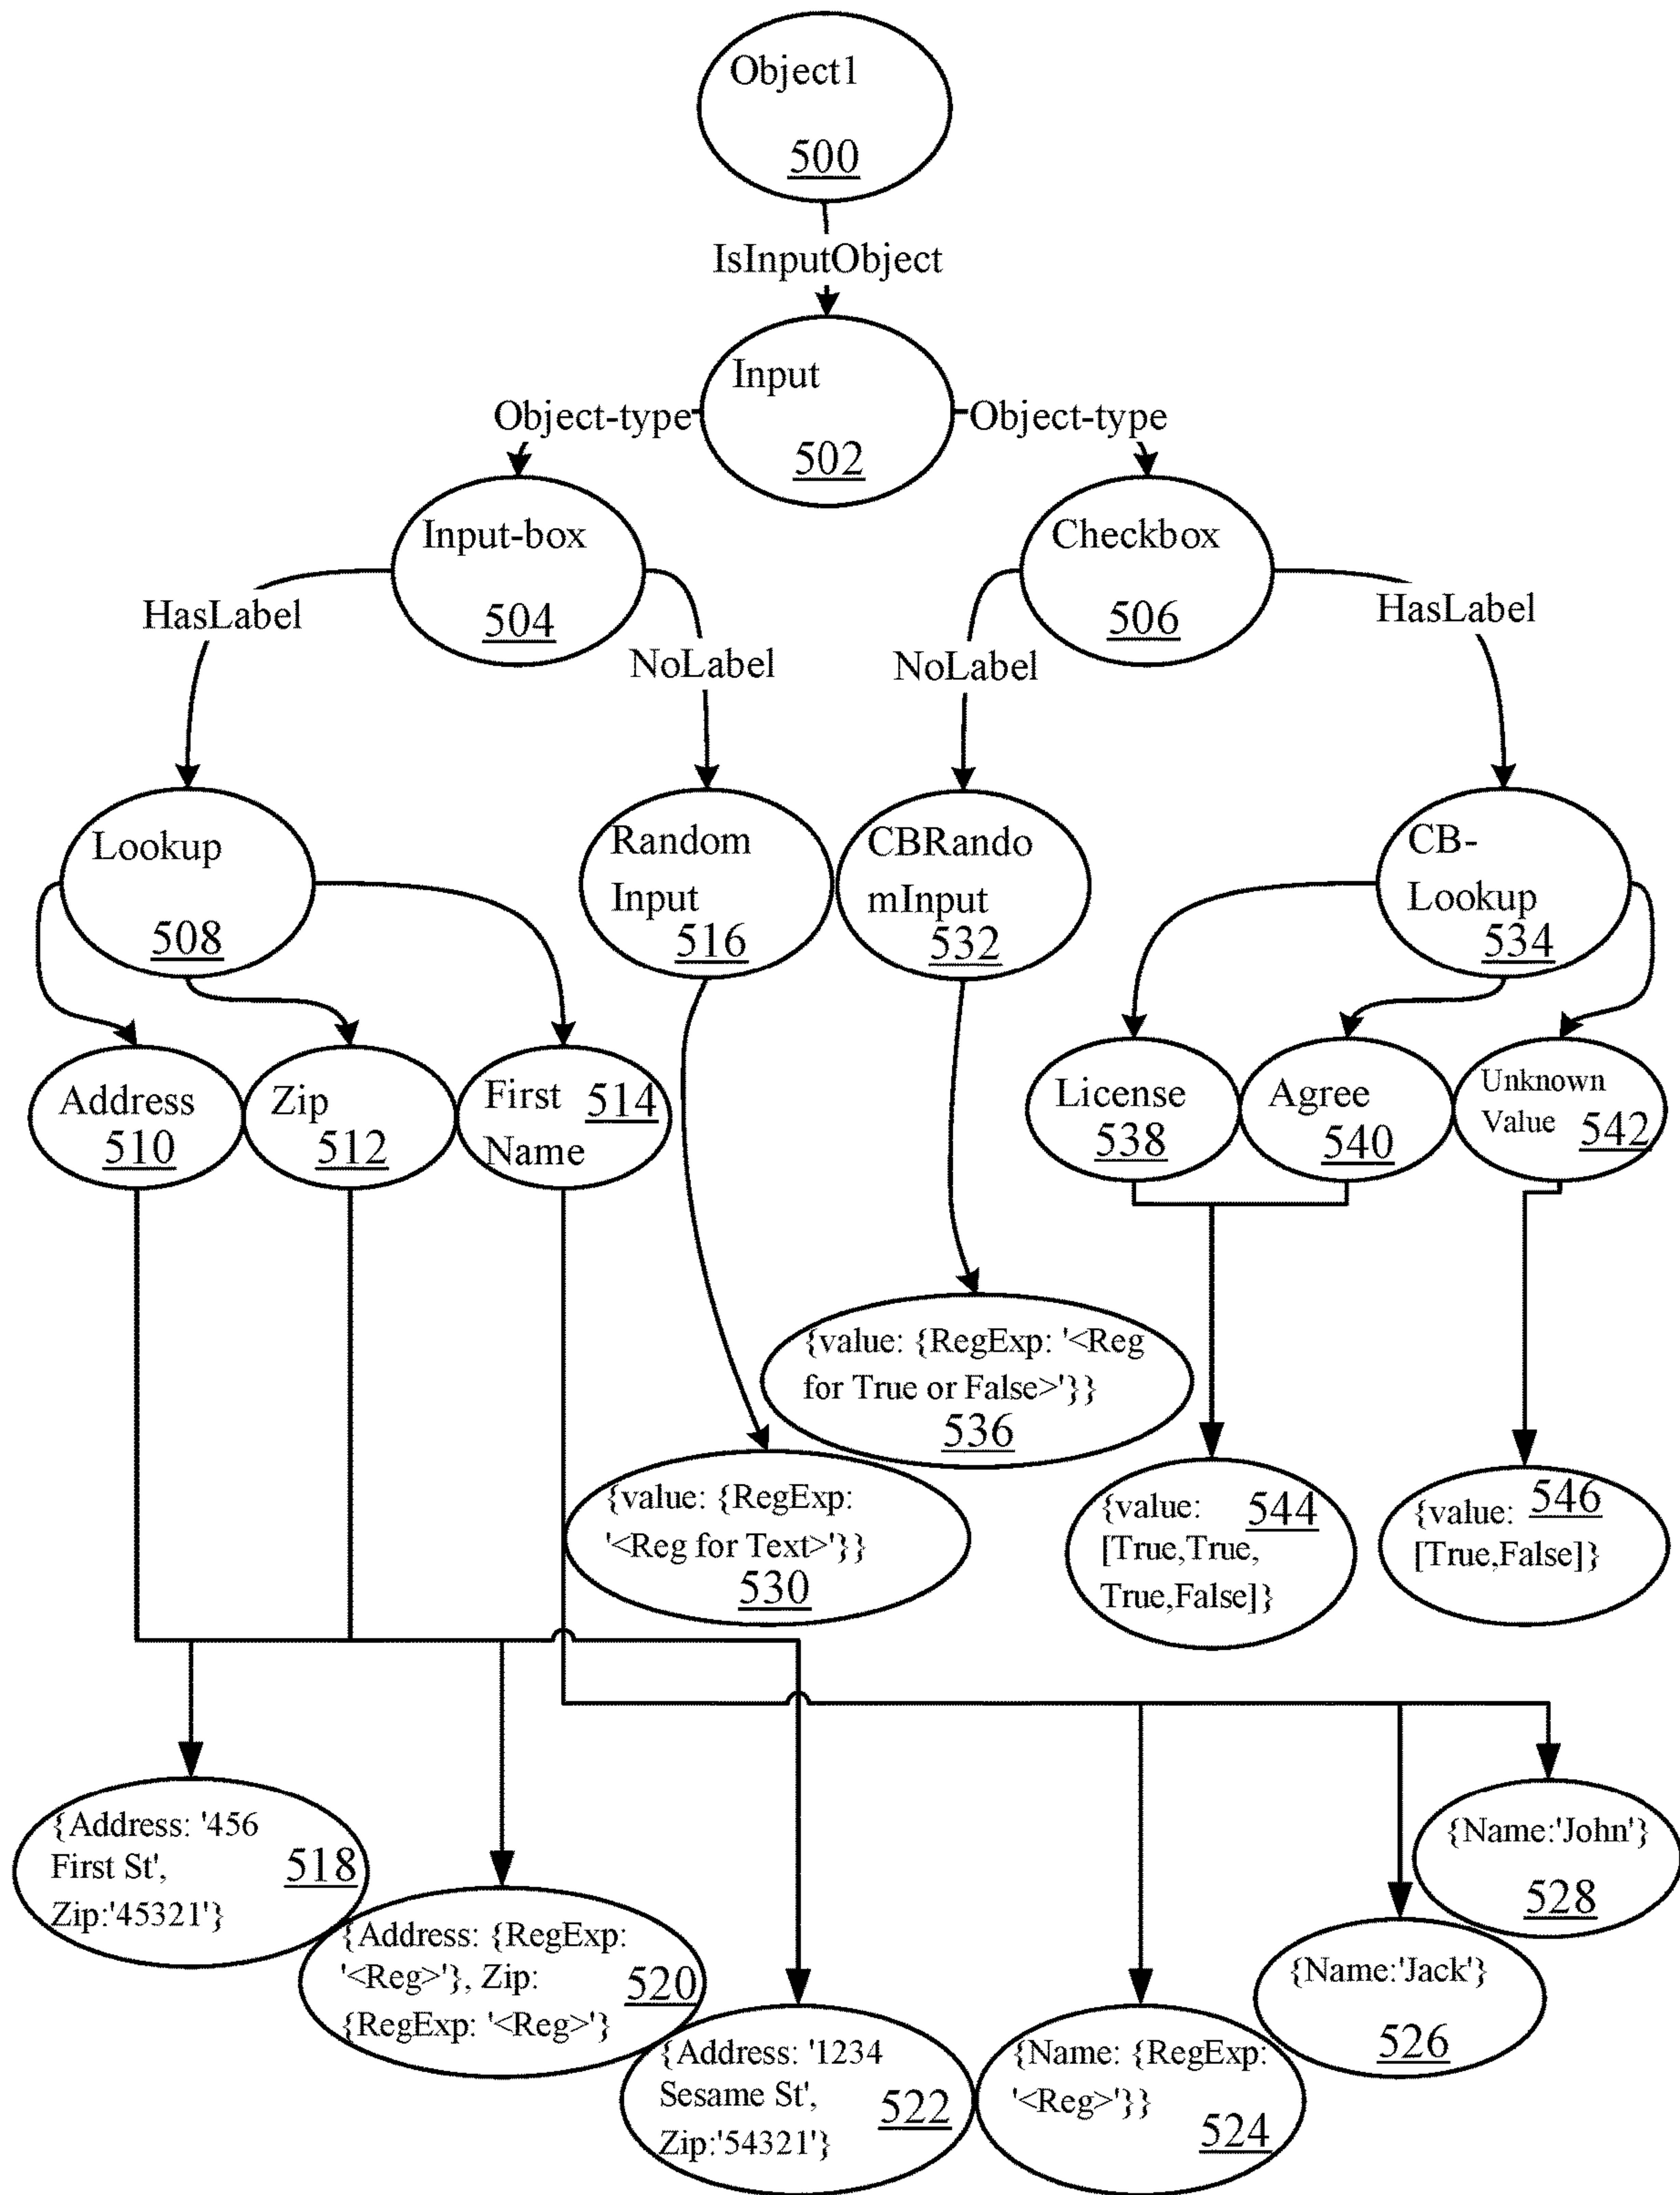 Object1
500
IsInputObject
Input
502
Object-type
Object-type
Input-box
504
Checkbox
506
HasLabel
NoLabel
NoLabel
HasLabel
Lookup
508
Random
Input
516
CBRando
mInput
532
CB-
Lookup
534
Address
510
Zip
512
First
Name
514
License
538
Agree
540
Unknown
Value
542
{value: {RegExp: '<Reg
for True or False>'}}
536
{value: {RegExp:
'<Reg for Text>'}}
530
{value:
[True,True,
True,False]}
544
{value:
[True,False]}
546
{Address: '456
First St',
Zip:'45321'}
518
{Address: {RegExp:
'<Reg>'}, Zip:
{RegExp: '<Reg>'}
520
{Address: '1234
Sesame St',
Zip:'54321'}
522
{Name: {RegExp:
'<Reg>'}}
524
{Name:'Jack'}
526
{Name:'John'}
528